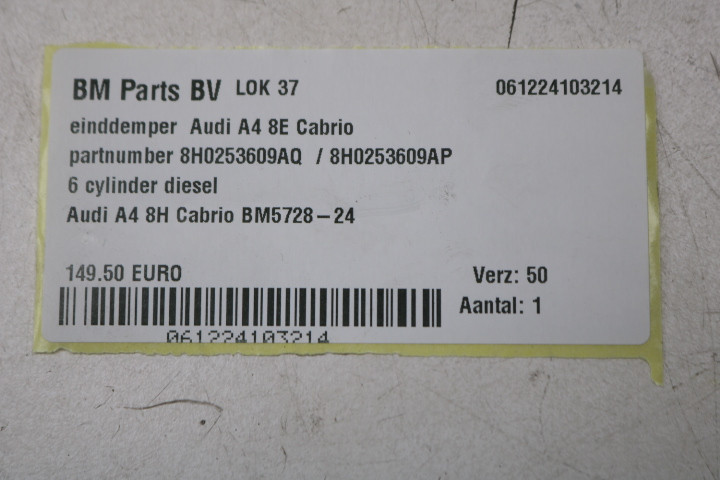 BM Parts BV LOK 37 061224103214
einddemper Audi A4 8E Cabrio
partnumber 8H0253609AQ / 8H0253609AP
6 cylinder diesel
Audi A4 8H Cabrio BM5728-24
149.50 EURO Verz: 50
Aantal: 1
061224103214